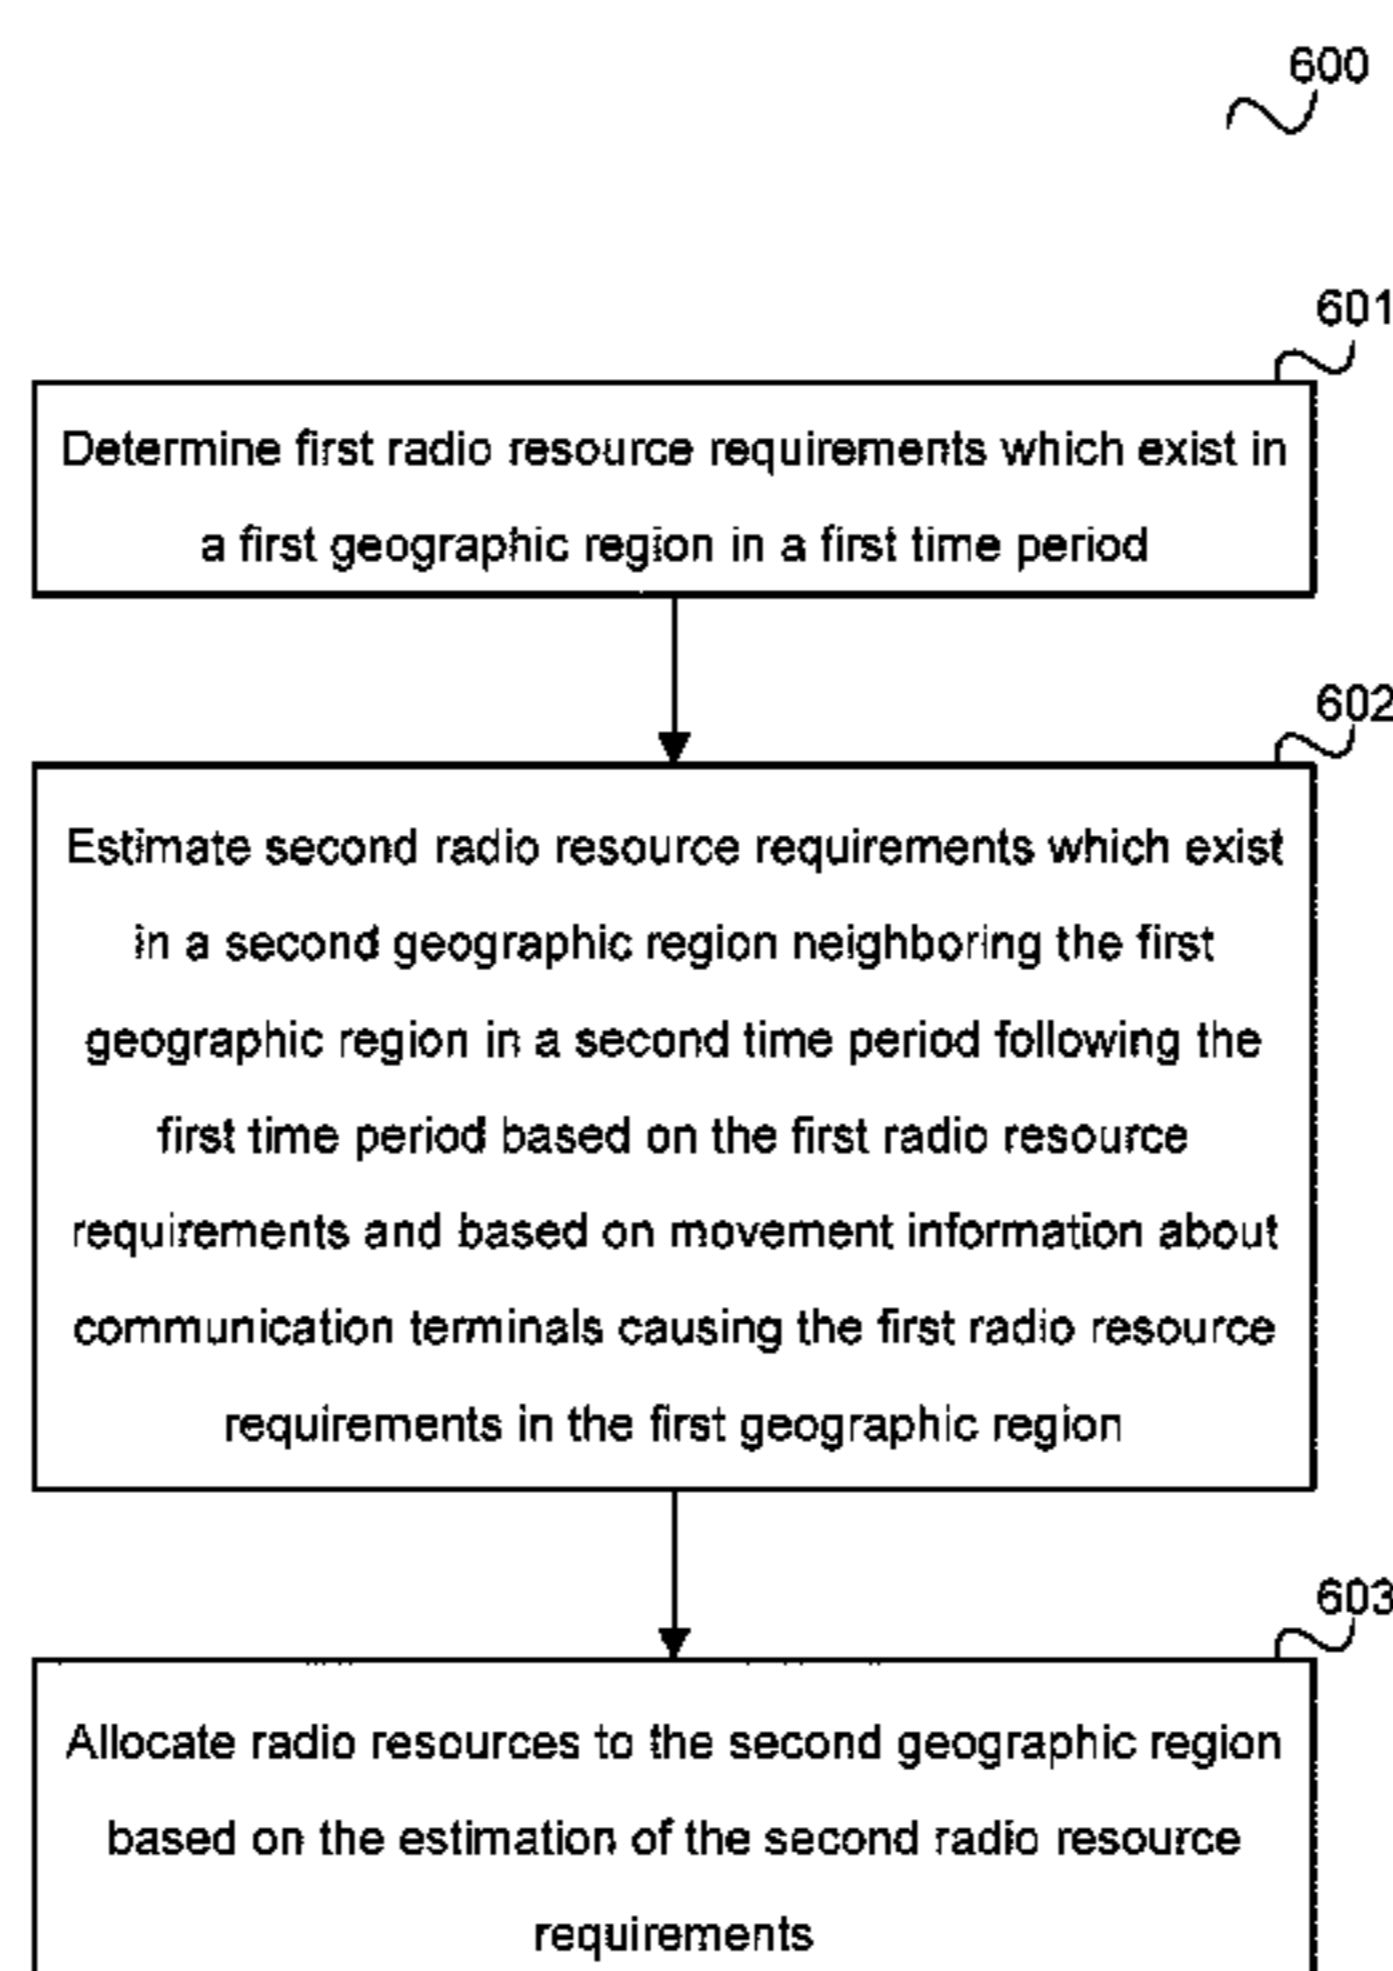 600
601
Determine first radio resource requirements which exist in
a first geographic region in a first time period
602
Estimate second radio resource requirements which exist
in a second geographic region neighboring the first
geographic region in a second time period following the
first time period based on the first radio resource
requirements and based on movement information about
communication terminals causing the first radio resource
requirements in the first geographic region
603
Allocate radio resources to the second geographic region
based on the estimation of the second radio resource
requirements